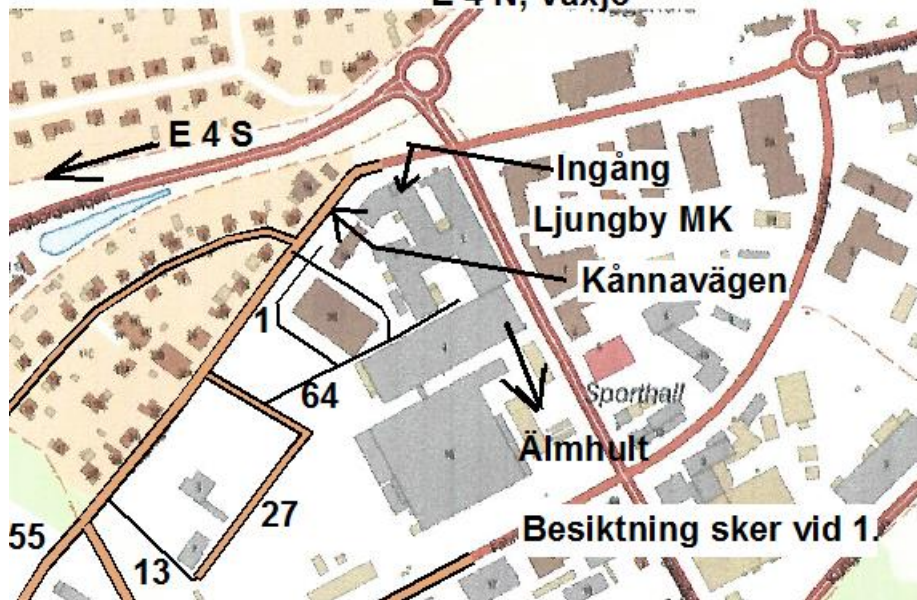 E 4 N, Växjö
E 4 S
Ingång
Ljungby MK
Kånnavägen
1
64
Sporthall
Älmhult
27
55
13
Besiktning sker vid 1.